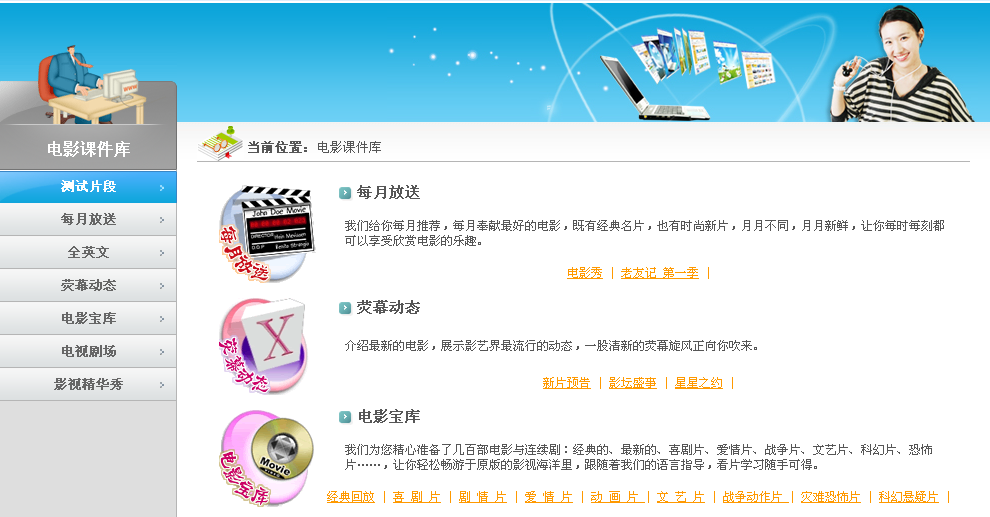 WWW
电影课件库
测试片段
每月放送
全英文
荧幕动态
电影宝库
电视剧场
影视精华秀
当前位置：电影课件库
John Doe Movie
DIRECTOR
D.O.P
每月放送
每月放送
我们给你每月推荐，每月奉献最好的电影，既有经典名片，也有时尚新片，月月不同，月月新鲜，让你每时每刻都
可以享受欣赏电影的乐趣。
电影秀 | 老友记 第一季 |
X
荧幕动态
荧幕动态
介绍最新的电影，展示影艺界最流行的动态，一股清新的荧幕旋风正向你吹来。
新片预告 | 影坛盛事 | 星星之约 |
Movie
电影宝库
电影宝库
我们为您精心准备了几百部电影与连续剧：经典的、最新的、喜剧片、爱情片、战争片、文艺片、科幻片、恐怖
片……，让你轻松畅游于原版的影视海洋里，跟随着我们的语言指导，看片学习随手可得。
经典回放 | 喜 剧 片 | 剧 情 片 | 爱 情 片 | 动 画 片 | 文 艺 片 | 战争动作片 | 灾难恐怖片 | 科幻悬疑片 |